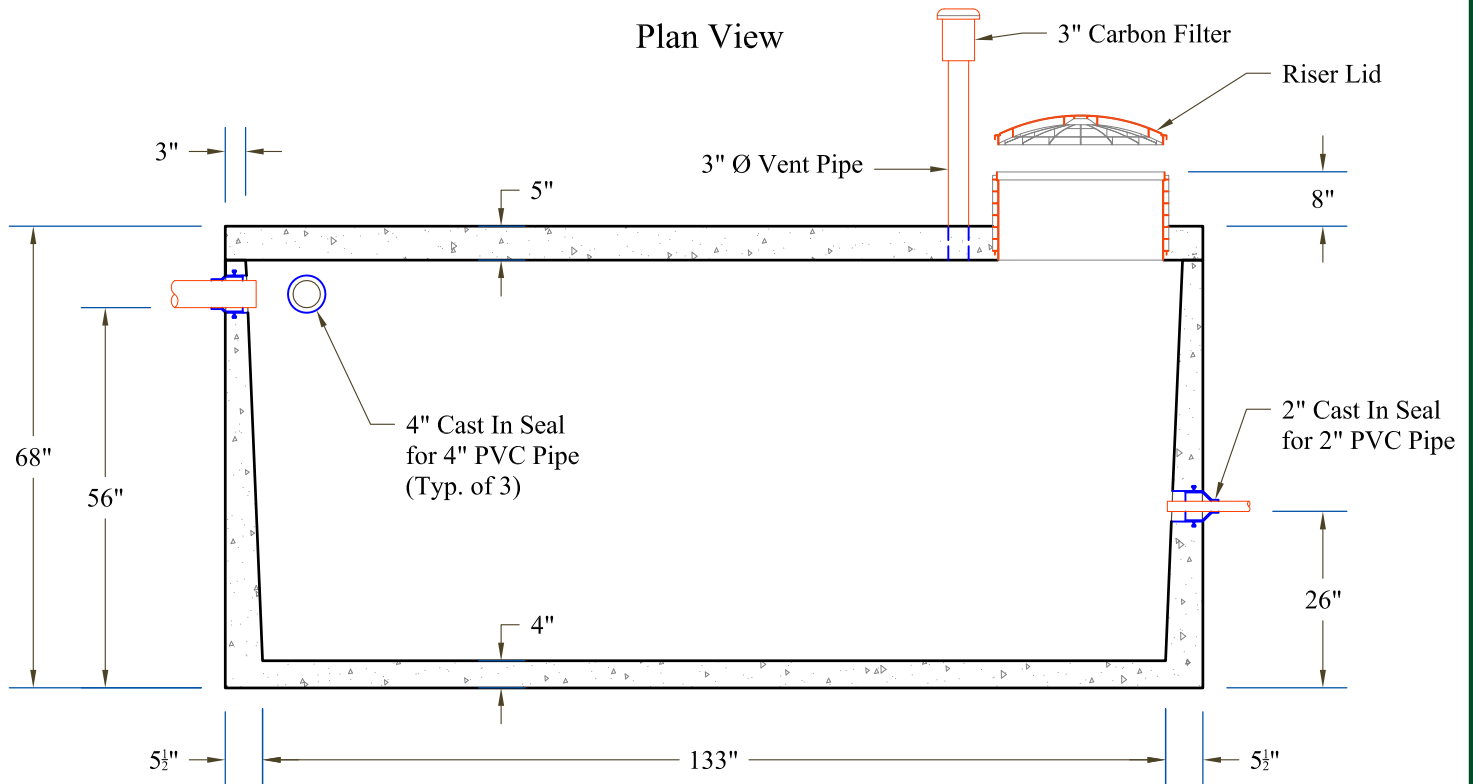 Plan View
3" Carbon Filter
Riser Lid
3"
3" Ø Vent Pipe
5"
8"
4" Cast In Seal
for 4" PVC Pipe
(Typ. of 3)
2" Cast In Seal
for 2" PVC Pipe
68"
56"
26"
4"
5½"
133"
5½"